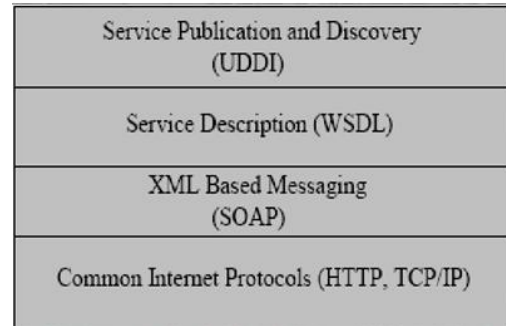 Service Publication and Discovery
(UDDI)
Service Description (WSDL)
XML Based Messaging
(SOAP)
Common Internet Protocols (HTTP, TCP/IP)